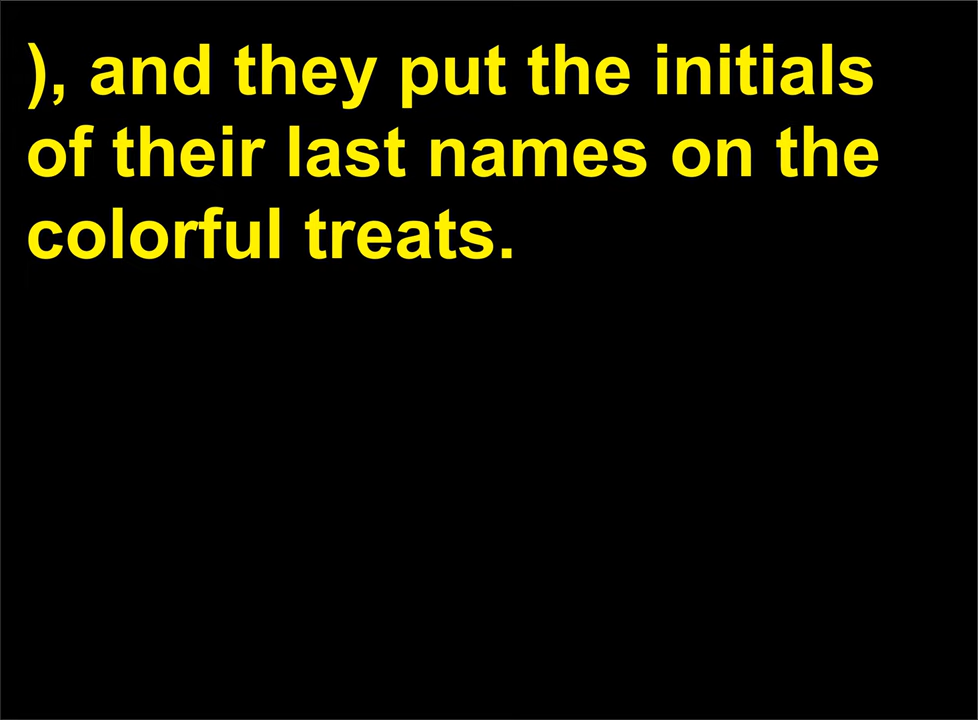 ), and they put the initials
of their last names on the
colorful treats.